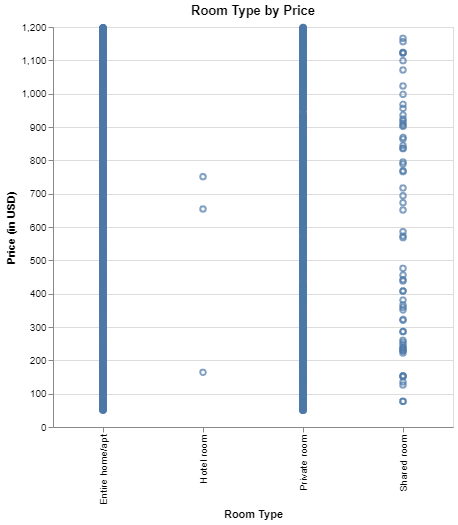 Room Type by Price
1,200
1,100
1,000
900
800
700
600
500
400
300
200
100
0
Price (in USD)
Entire home/apt
Hotel room
Private room
Shared room
Room Type